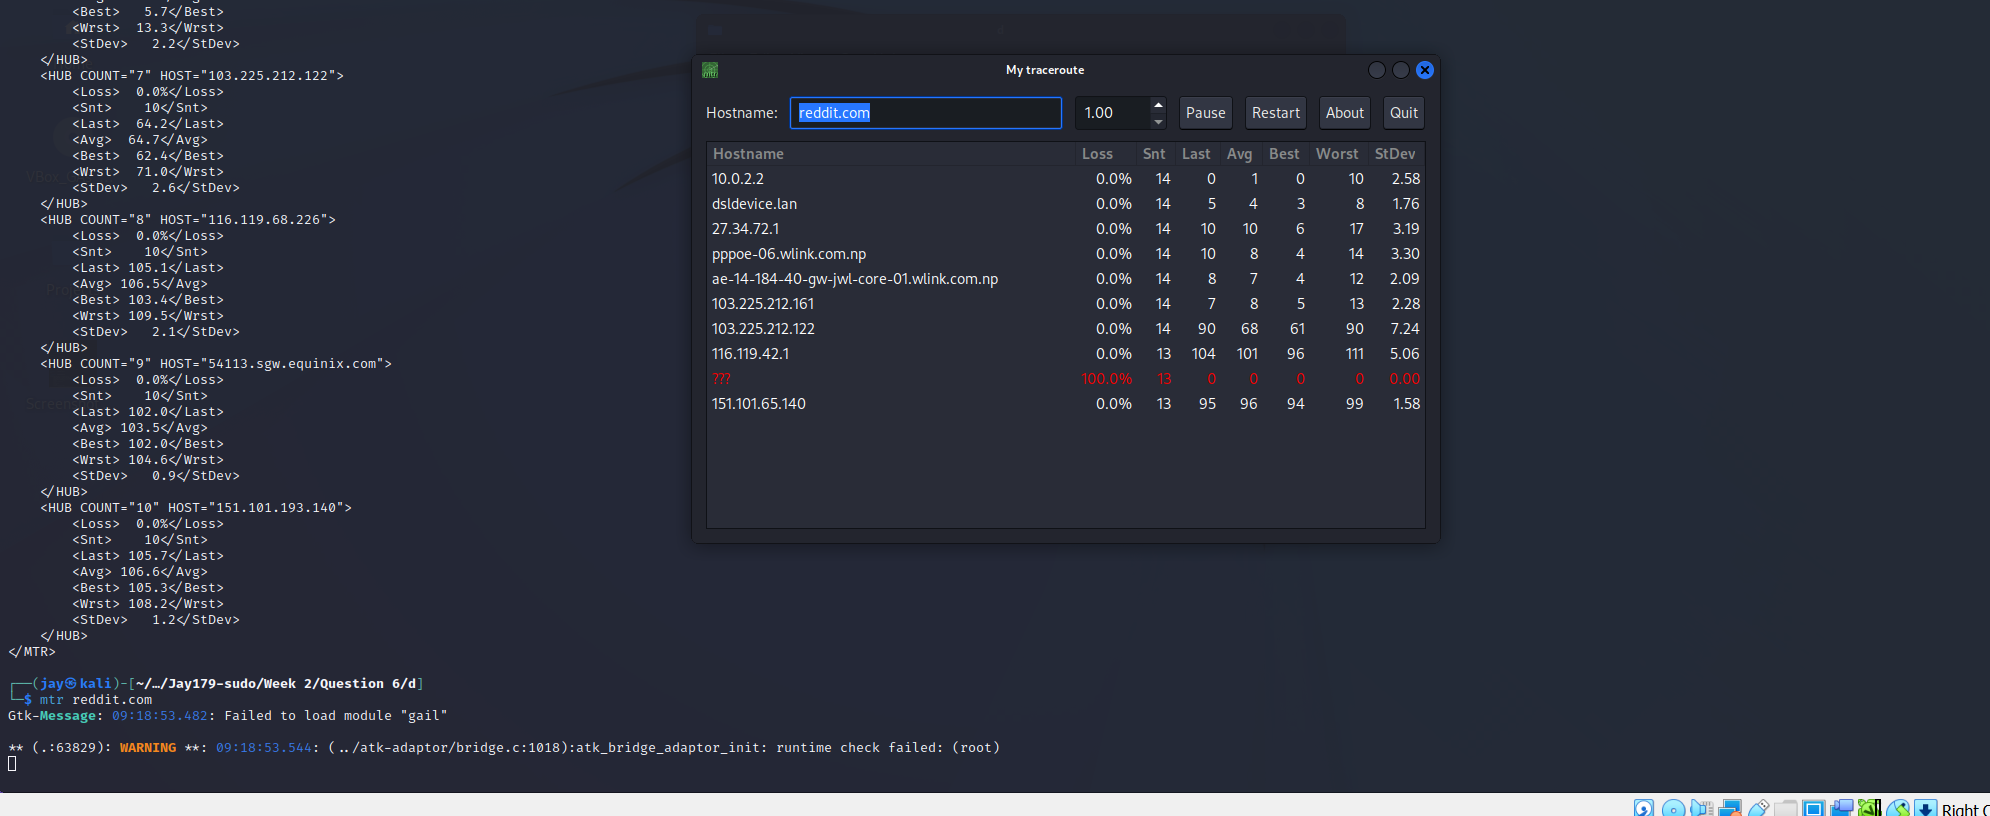 <Best>   5.7</Best>
<Wrst>  13.3</Wrst>
<StDev>   2.2</StDev>
</HUB>
<HUB COUNT="7" HOST="103.225.212.122">
<Loss>  0.0%</Loss>
<Snt>    10</Snt>
<Last>  64.2</Last>
<Avg>  64.7</Avg>
<Best>  62.4</Best>
<Wrst>  71.0</Wrst>
<StDev>   2.6</StDev>
</HUB>
<HUB COUNT="8" HOST="116.119.68.226">
<Loss>  0.0%</Loss>
<Snt>    10</Snt>
<Last> 105.1</Last>
<Avg> 106.5</Avg>
<Best> 103.4</Best>
<Wrst> 109.5</Wrst>
<StDev>   2.1</StDev>
</HUB>
<HUB COUNT="9" HOST="54113.sgw.equinix.com">
<Loss>  0.0%</Loss>
<Snt>    10</Snt>
<Last> 102.0</Last>
<Avg> 103.5</Avg>
<Best> 102.0</Best>
<Wrst> 104.6</Wrst>
<StDev>   0.9</StDev>
</HUB>
<HUB COUNT="10" HOST="151.101.193.140">
<Loss>  0.0%</Loss>
<Snt>    10</Snt>
<Last> 105.7</Last>
<Avg> 106.6</Avg>
<Best> 105.3</Best>
<Wrst> 108.2</Wrst>
<StDev>   1.2</StDev>
</HUB>
</MTR>
┌──(jay㉿kali)-[~/…/Jay179-sudo/Week 2/Question 6/d]
└─$ mtr reddit.com
Gtk-Message: 09:18:53.482: Failed to load module "gail"
** (.:63829): WARNING **: 09:18:53.544: (../atk-adaptor/bridge.c:1018):atk_bridge_adaptor_init: runtime check failed: (root)
My traceroute
Hostname: reddit.com 1.00 Pause Restart About Quit
Hostname Loss Snt Last Avg Best Worst StDev
10.0.2.2 0.0% 14 0 1 0 10 2.58
dsldevice.lan 0.0% 14 5 4 3 8 1.76
27.34.72.1 0.0% 14 10 10 6 17 3.19
pppoe-06.wlink.com.np 0.0% 14 10 8 4 14 3.30
ae-14-184-40-gw-jwl-core-01.wlink.com.np 0.0% 14 8 7 4 12 2.09
103.225.212.161 0.0% 14 7 8 5 13 2.28
103.225.212.122 0.0% 14 90 68 61 90 7.24
116.119.42.1 0.0% 13 104 101 96 111 5.06
??? 100.0% 13 0 0 0 0 0.00
151.101.65.140 0.0% 13 95 96 94 99 1.58
Right